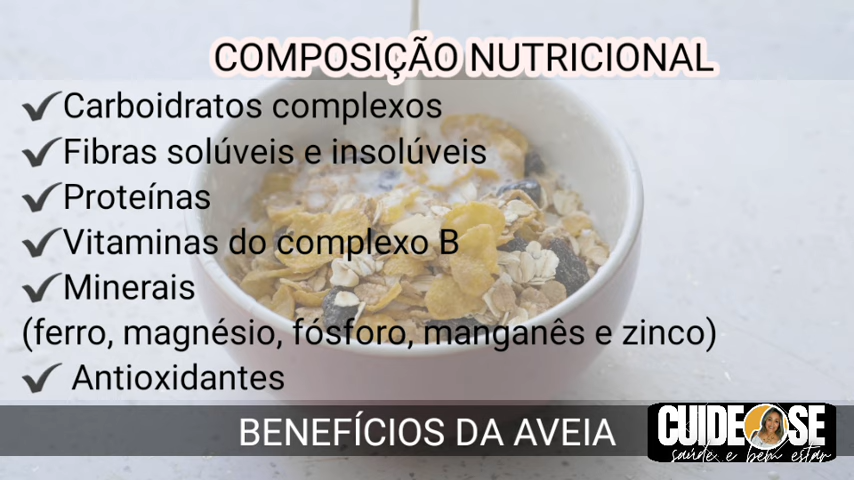 COMPOSIÇÃO NUTRICIONAL
Carboidratos complexos
Fibras solúveis e insolúveis
Proteínas
Vitaminas do complexo B
Minerais
(ferro, magnésio, fósforo, manganês e zinco)
Antioxidantes
BENEFÍCIOS DA AVEIA
CUIDE SE
saúde e bem estar